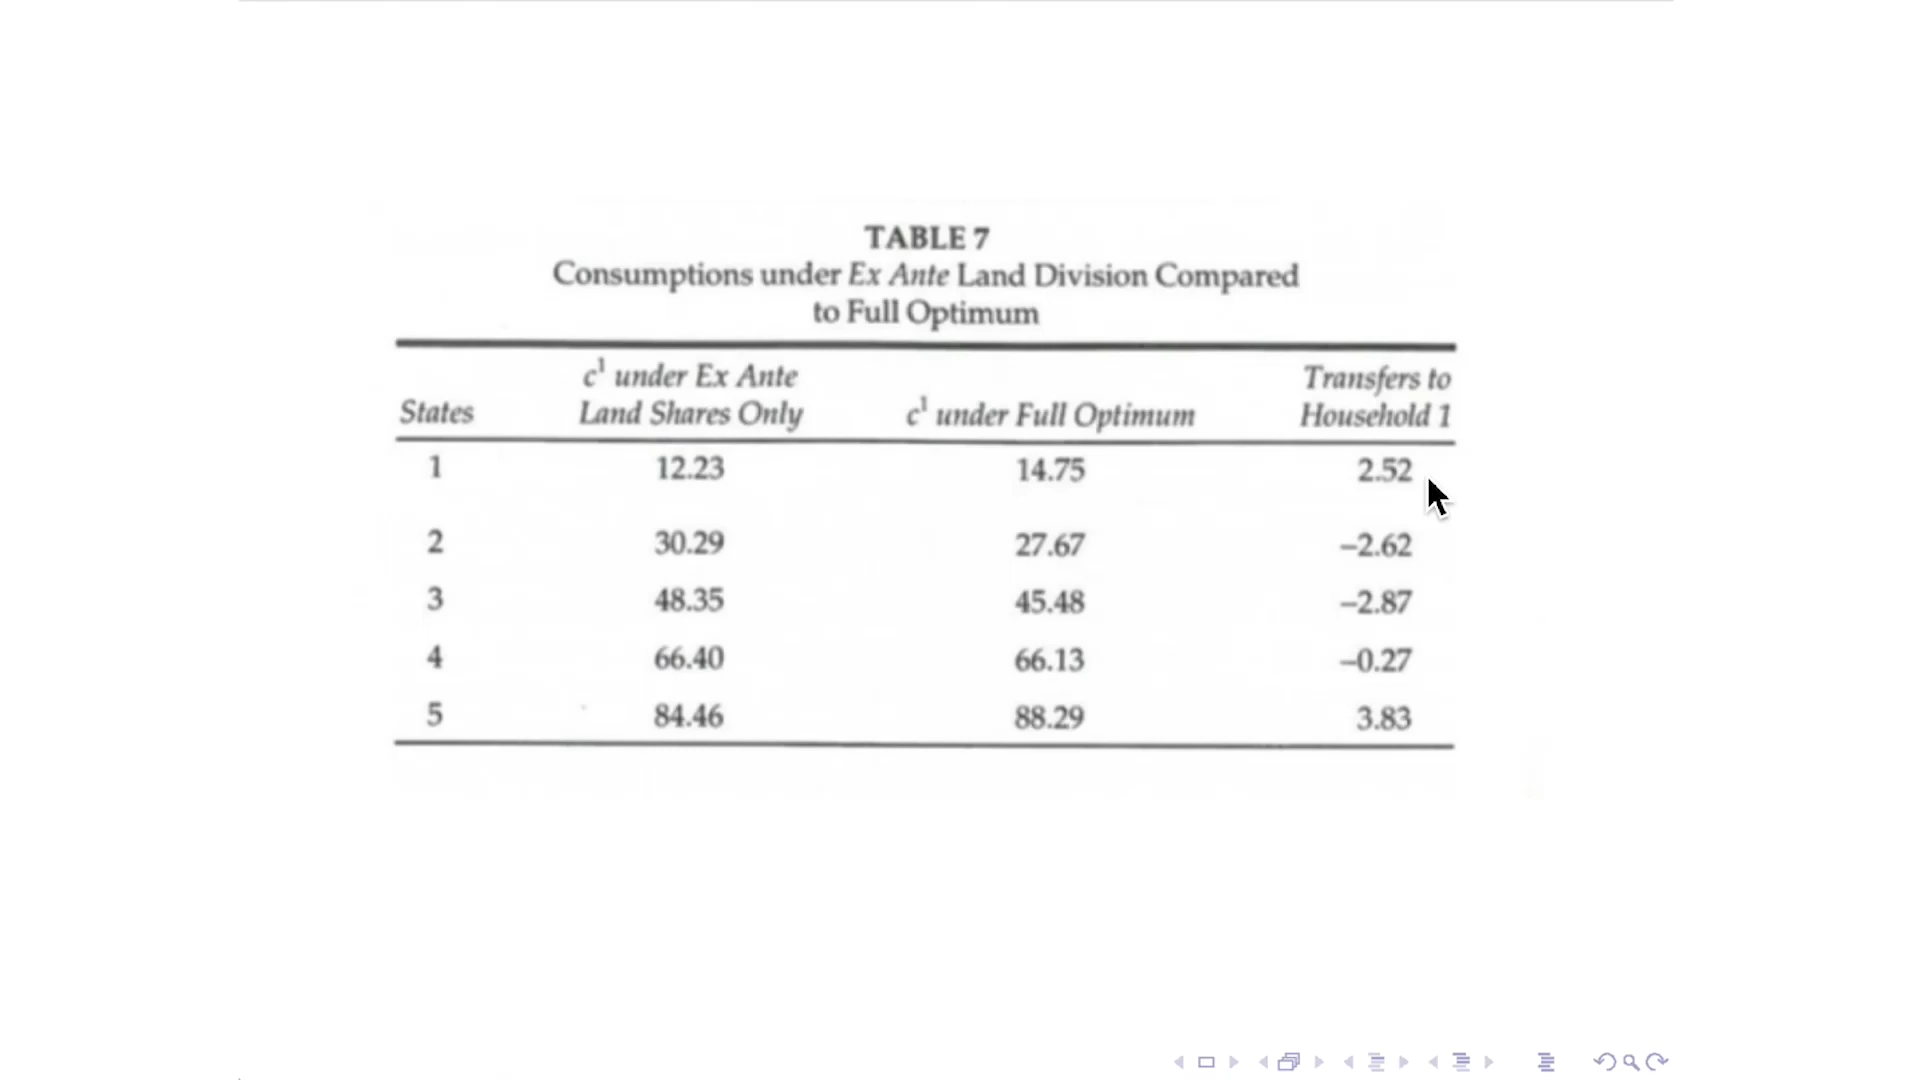 TABLE 7
Consumptions under Ex Ante Land Division Compared
to Full Optimum
States c¹ under Ex Ante Land Shares Only c¹ under Full Optimum Transfers to Household 1
1 12.23 14.75 2.52
2 30.29 27.67 –2.62
3 48.35 45.48 –2.87
4 66.40 66.13 –0.27
5 84.46 88.29 3.83